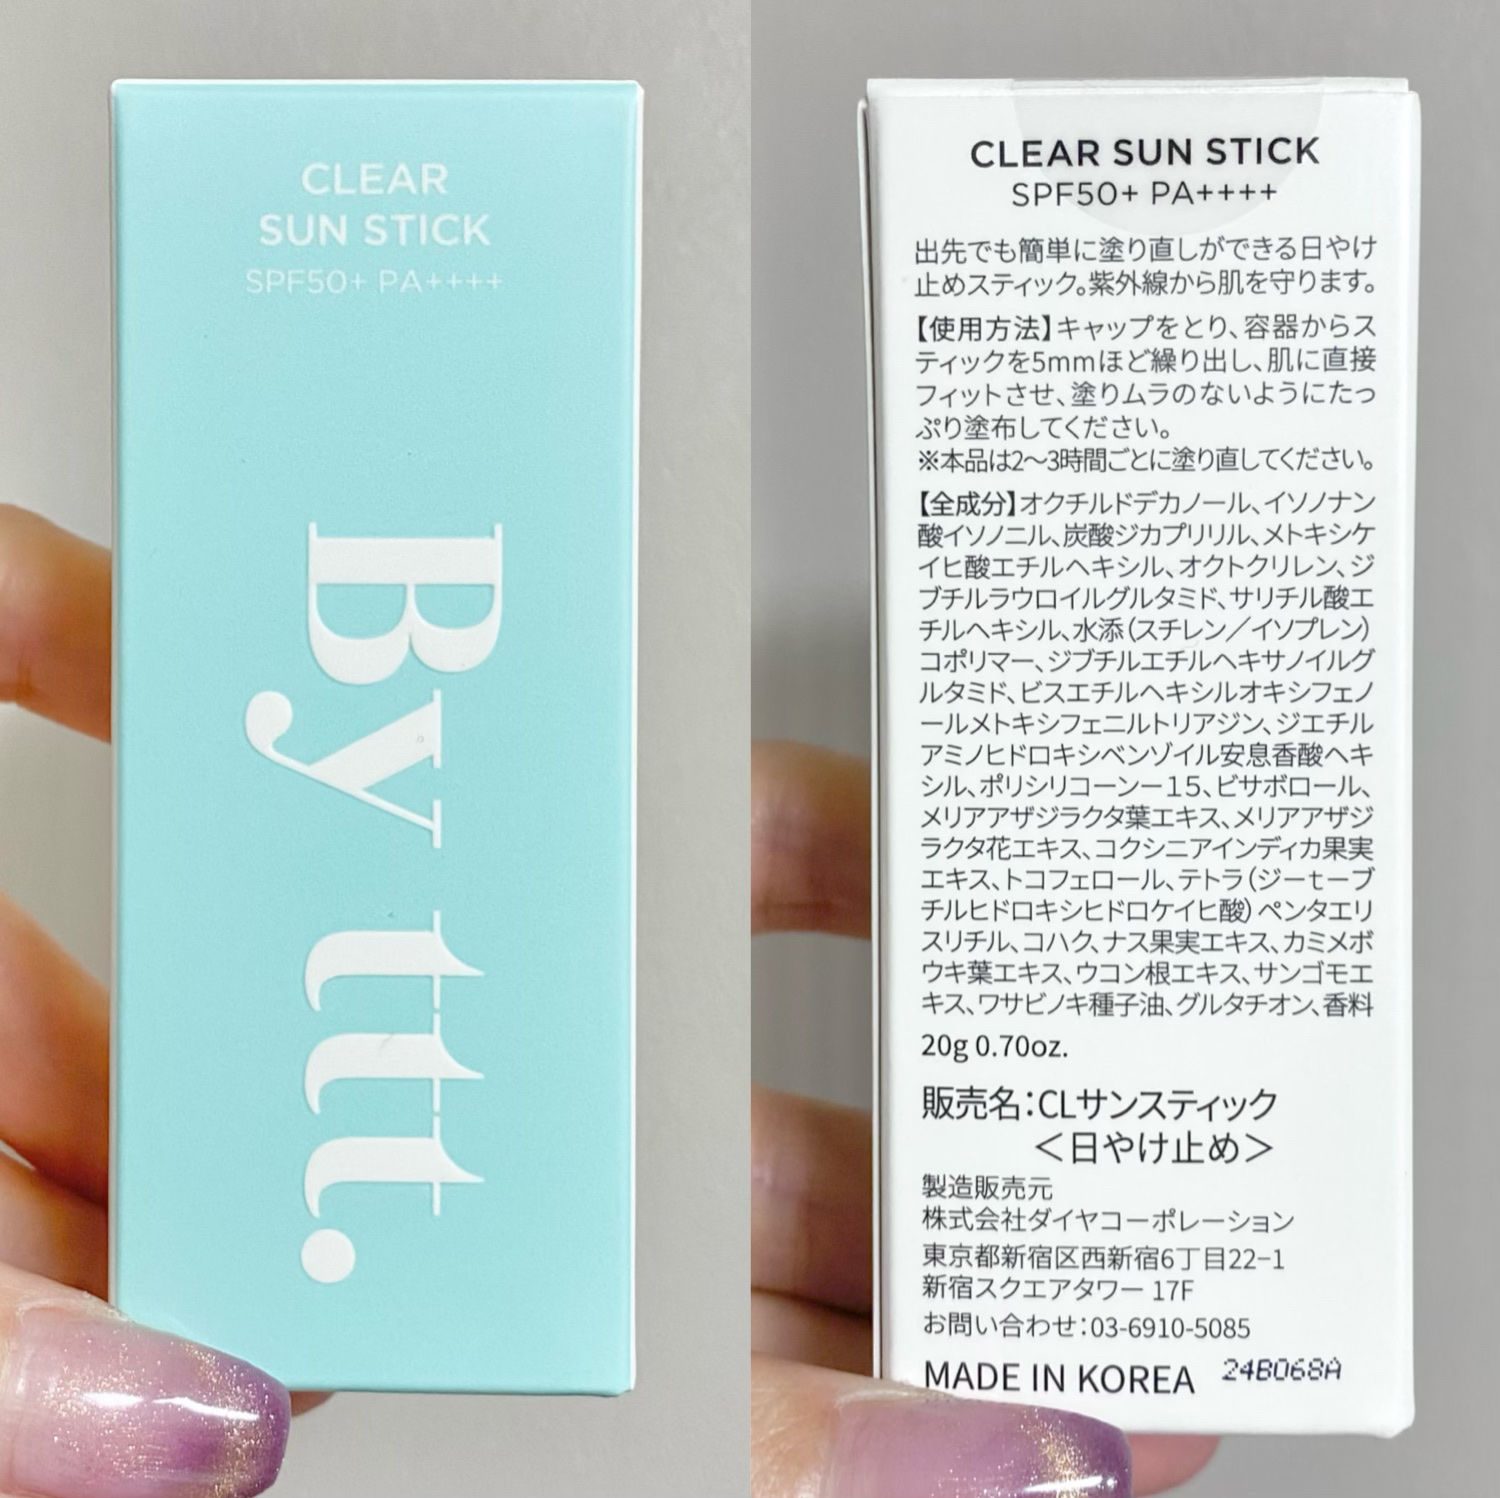 CLEAR
SUN STICK
SPF50+ PA++++
By ttt.
CLEAR SUN STICK
SPF50+ PA++++
出先でも簡単に塗り直しができる日やけ
止めスティック。紫外線から肌を守ります。
【使用方法】キャップをとり、容器からス
ティックを5mmほど繰り出し、肌に直接
フィットさせ、塗りムラのないようにたっ
ぷり塗布してください。
※本品は2〜3時間ごとに塗り直してください。
【全成分】オクチルドデカノール、イソノナン
酸イソノニル、炭酸ジカプリリル、メトキシケ
イヒ酸エチルヘキシル、オクトクリレン、ジ
ブチルラウロイルグルタミド、サリチル酸エ
チルヘキシル、水添（スチレン／イソプレン）
コポリマー、ジブチルエチルヘキサノイルグ
ルタミド、ビスエチルヘキシルオキシフェノ
ールメトキシフェニルトリアジン、ジエチル
アミノヒドロキシベンゾイル安息香酸ヘキ
シル、ポリシリコーンー15、ビサボロール、
メリアアザジラクタ葉エキス、メリアアザジ
ラクタ花エキス、コクシニアインディカ果実
エキス、トコフェロール、テトラ（ジーtーブ
チルヒドロキシヒドロケイヒ酸）ペンタエリ
スリチル、コハク、ナス果実エキス、カミメボ
ウキ葉エキス、ウコン根エキス、サンゴモエ
キス、ワサビノキ種子油、グルタチオン、香料
20g 0.70oz.
販売名：CLサンスティック
＜日やけ止め＞
製造販売元
株式会社ダイヤコーポレーション
東京都新宿区西新宿6丁目22−1
新宿スクエアタワー 17F
お問い合わせ：03-6910-5085
MADE IN KOREA 24B068A